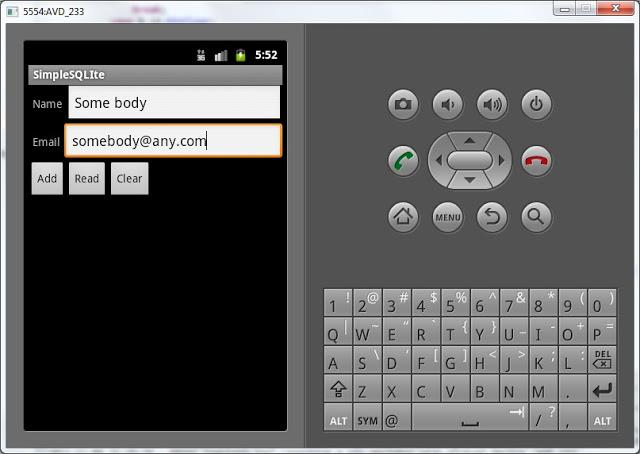 5554:AVD_233
3G 5:52
SimpleSQLIte
Name Some body
Email somebody@any.com
Add Read Clear
MENU
1 ! 2 @ 3 # 4 $ 5 % 6 ^ 7 & 8 * 9 ( 0 )
Q | W ~ E " R ` T { Y } U _ I - O + P =
A S \ D ' F [ G ] H < J > K ; L : DEL
Z X C V B N M .
ALT SYM @ / ? , ALT